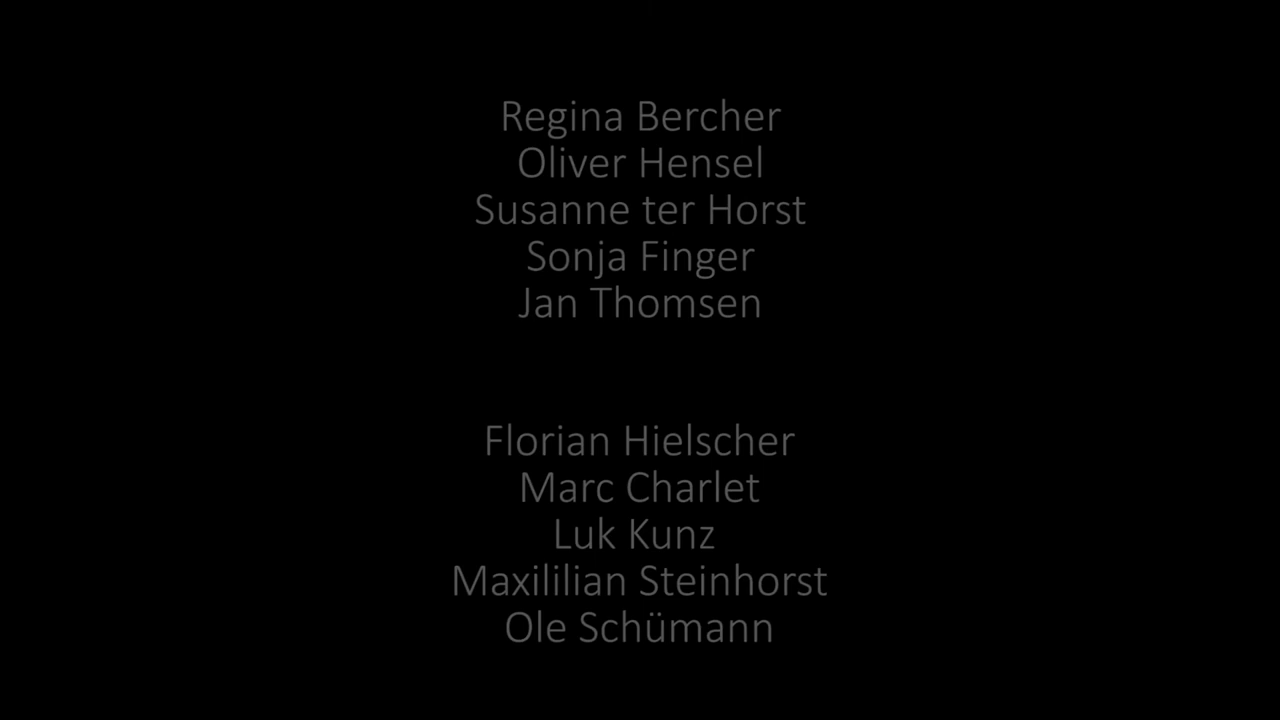 Regina Bercher
Oliver Hensel
Susanne ter Horst
Sonja Finger
Jan Thomsen
Florian Hielscher
Marc Charlet
Luk Kunz
Maxililian Steinhorst
Ole Schümann